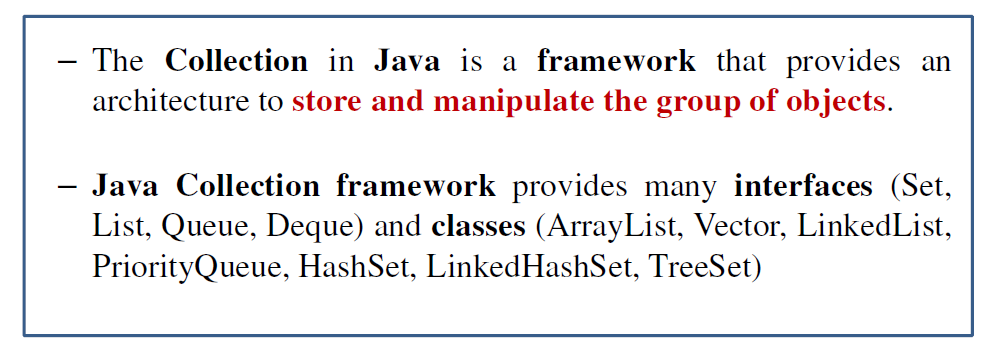 – The Collection in Java is a framework that provides an
architecture to store and manipulate the group of objects.
– Java Collection framework provides many interfaces (Set,
List, Queue, Deque) and classes (ArrayList, Vector, LinkedList,
PriorityQueue, HashSet, LinkedHashSet, TreeSet)